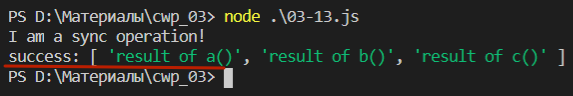 PS D:\Материалы\cwp_03> node .\03-13.js
I am a sync operation!
success: [ 'result of a()', 'result of b()', 'result of c()' ]
PS D:\Материалы\cwp_03>